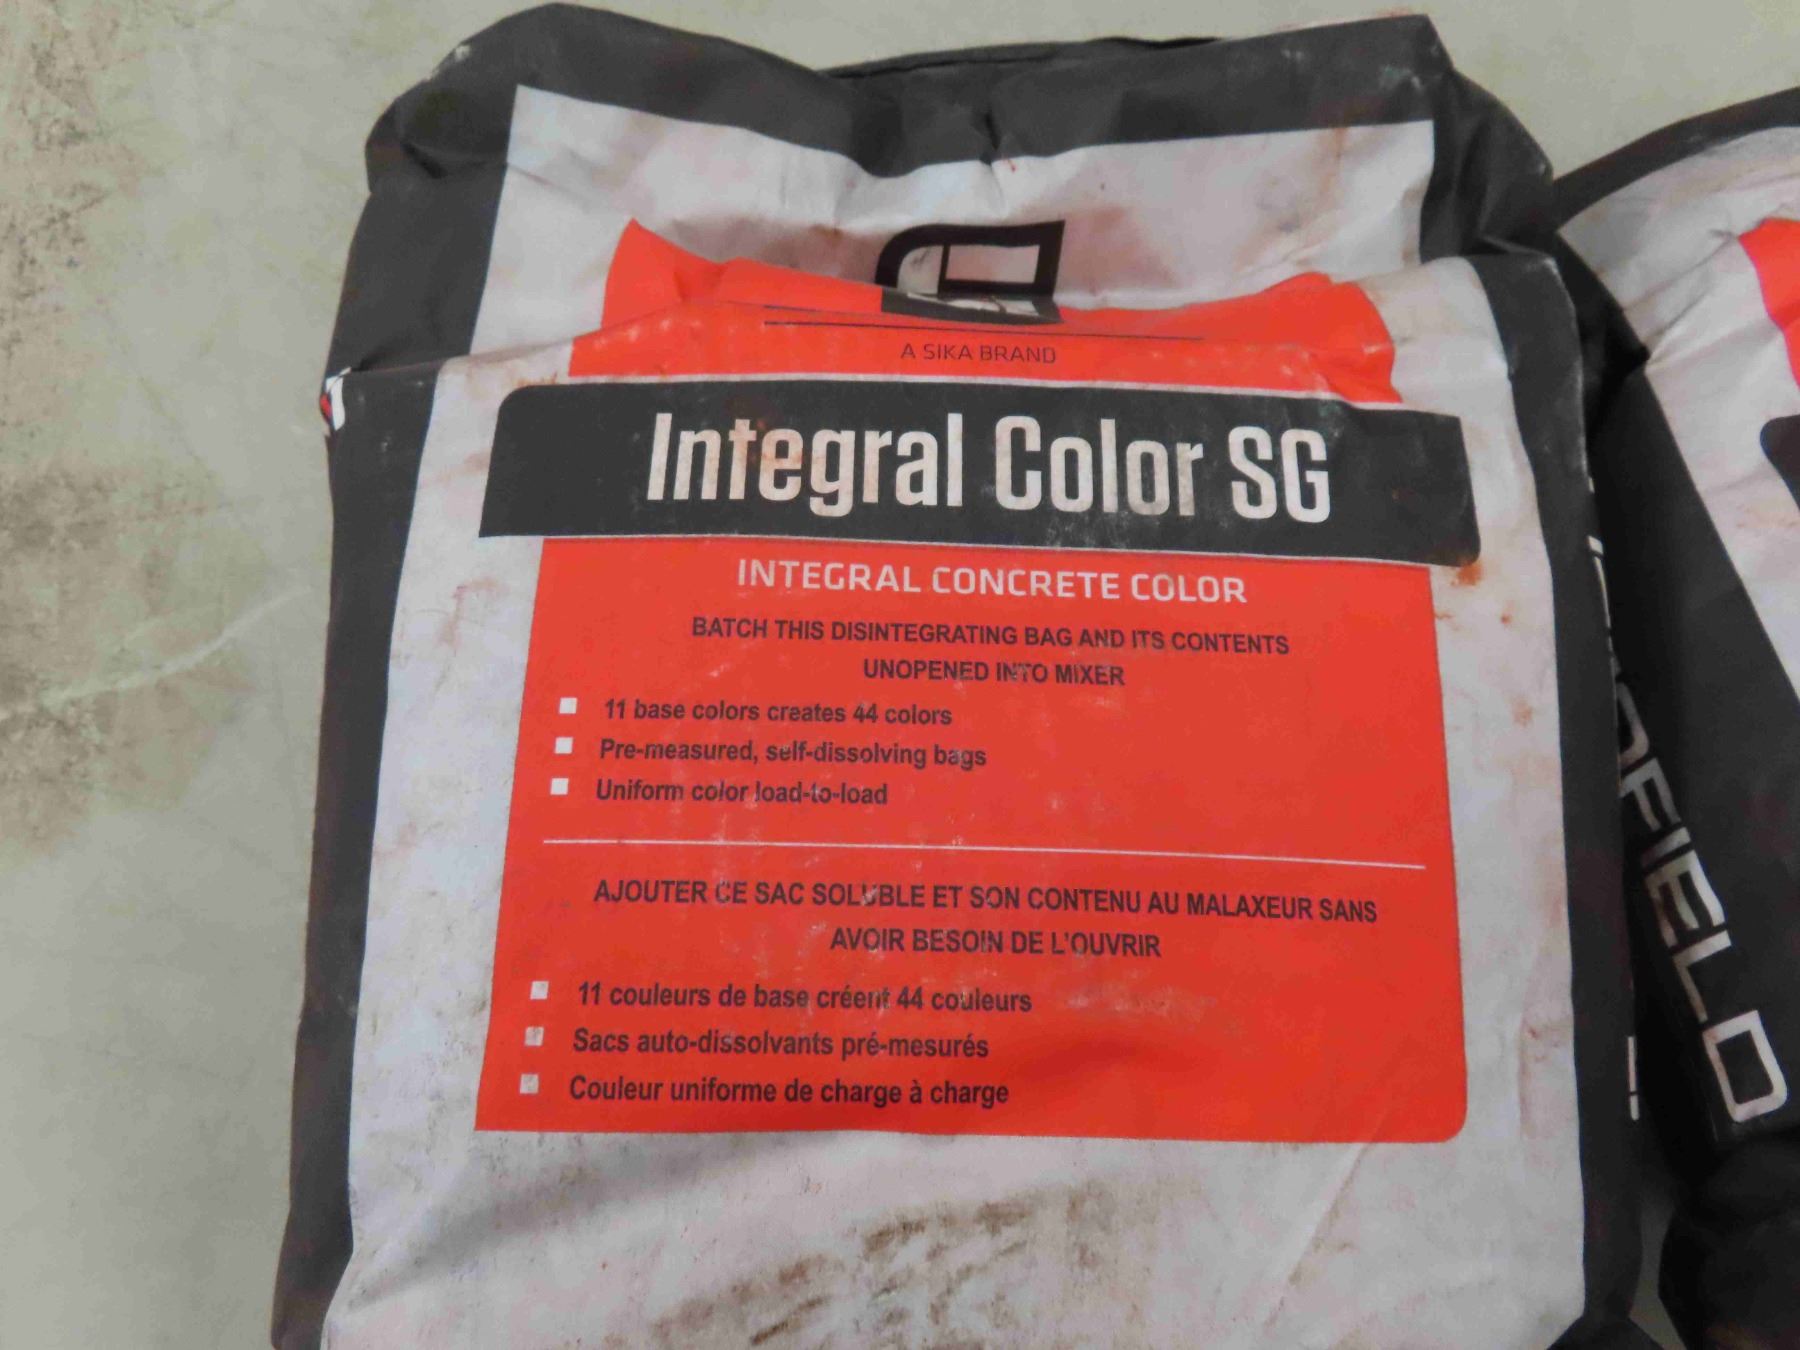 A SIKA BRAND
Integral Color SG
INTEGRAL CONCRETE COLOR
BATCH THIS DISINTEGRATING BAG AND ITS CONTENTS
UNOPENED INTO MIXER
11 base colors creates 44 colors
Pre-measured, self-dissolving bags
Uniform color load-to-load
AJOUTER CE SAC SOLUBLE ET SON CONTENU AU MALAXEUR SANS
AVOIR BESOIN DE L'OUVRIR
11 couleurs de base créent 44 couleurs
Sacs auto-dissolvants pré-mesurés
Couleur uniforme de charge à charge